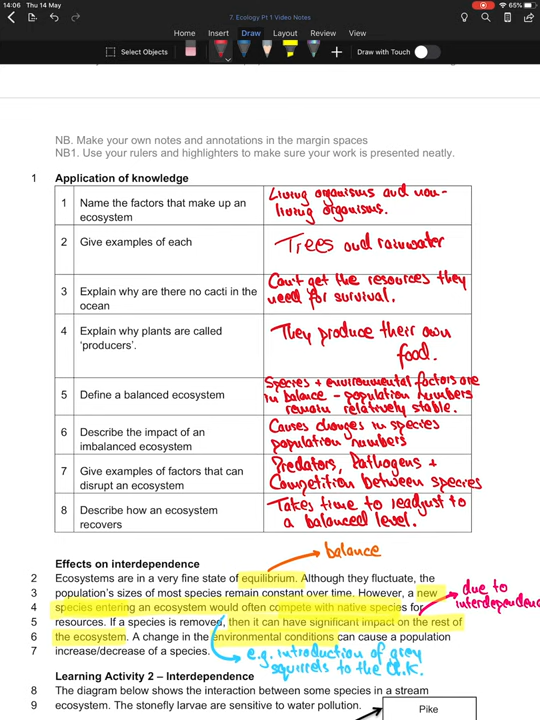 14:06 Thu 14 May
65%
7. Ecology Pt 1 Video Notes
Home Insert Draw Layout Review View
Select Objects
Draw with Touch
NB. Make your own notes and annotations in the margin spaces
NB1. Use your rulers and highlighters to make sure your work is presented neatly.
1 Application of knowledge
1 Name the factors that make up an ecosystem
Living organisms and non-
living organisms.
2 Give examples of each
Trees and rainwater
3 Explain why are there no cacti in the ocean
Can't get the resources they
need for survival.
4 Explain why plants are called 'producers'.
They produce their own
food.
5 Define a balanced ecosystem
Species + environmental factors are
in balance - population numbers
remain relatively stable.
6 Describe the impact of an imbalanced ecosystem
Causes changes in species
population numbers
7 Give examples of factors that can disrupt an ecosystem
Predators, Pathogens +
Competition between species
8 Describe how an ecosystem recovers
Takes time to readjust to
a balanced level.
balance
Effects on interdependence
2 Ecosystems are in a very fine state of equilibrium. Although they fluctuate, the
3 population's sizes of most species remain constant over time. However, a new
4 species entering an ecosystem would often compete with native species for
due to
interdependence
5 resources. If a species is removed, then it can have significant impact on the rest of
6 the ecosystem. A change in the environmental conditions can cause a population
7 increase/decrease of a species.
e.g. introduction of grey
squirrels to the U.K.
Learning Activity 2 – Interdependence
8 The diagram below shows the interaction between some species in a stream
9 ecosystem. The stonefly larvae are sensitive to water pollution.
Pike